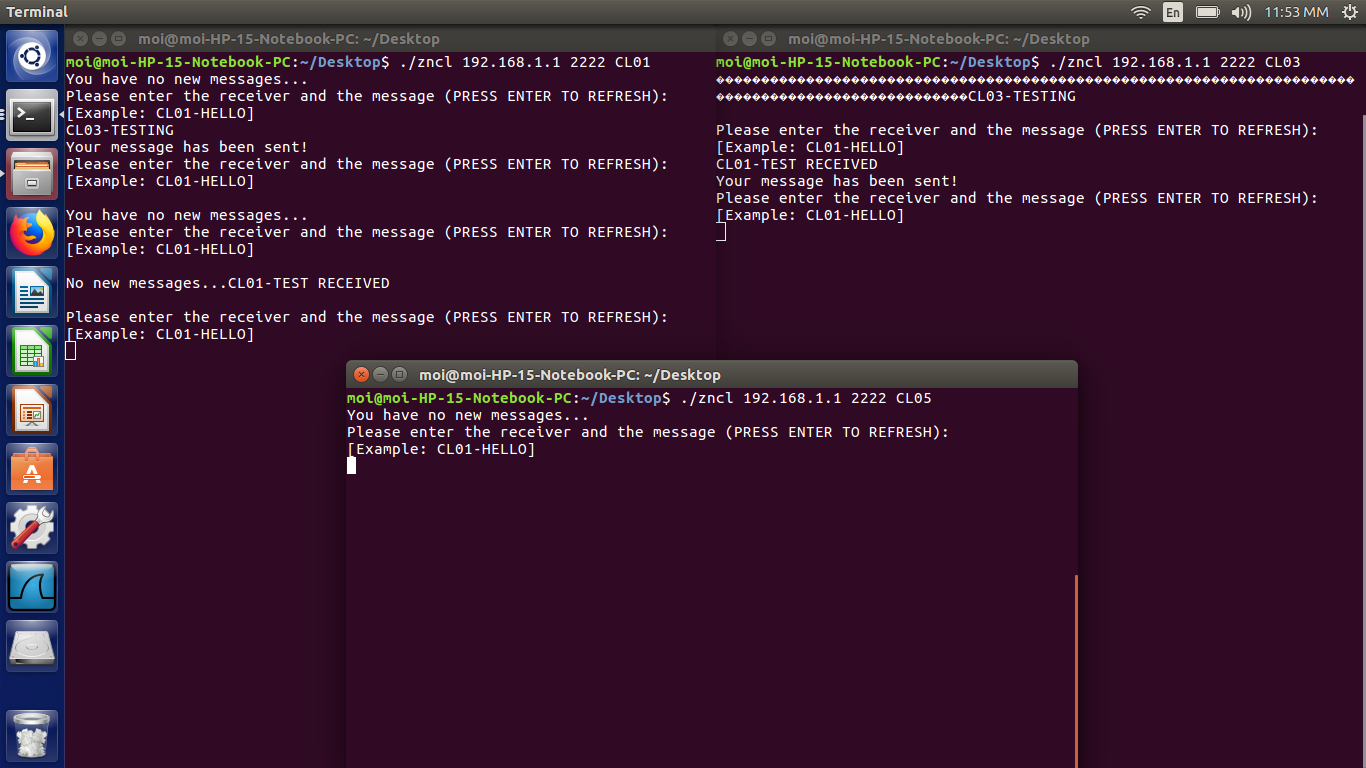 Terminal
En
11:53 ΜΜ
moi@moi-HP-15-Notebook-PC: ~/Desktop
moi@moi-HP-15-Notebook-PC:~/Desktop$ ./zncl 192.168.1.1 2222 CL01
You have no new messages...
Please enter the receiver and the message (PRESS ENTER TO REFRESH):
[Example: CL01-HELLO]
CL03-TESTING
Your message has been sent!
Please enter the receiver and the message (PRESS ENTER TO REFRESH):
[Example: CL01-HELLO]
You have no new messages...
Please enter the receiver and the message (PRESS ENTER TO REFRESH):
[Example: CL01-HELLO]
No new messages...CL01-TEST RECEIVED
Please enter the receiver and the message (PRESS ENTER TO REFRESH):
[Example: CL01-HELLO]
moi@moi-HP-15-Notebook-PC: ~/Desktop
moi@moi-HP-15-Notebook-PC:~/Desktop$ ./zncl 192.168.1.1 2222 CL03
CL03-TESTING
Please enter the receiver and the message (PRESS ENTER TO REFRESH):
[Example: CL01-HELLO]
CL01-TEST RECEIVED
Your message has been sent!
Please enter the receiver and the message (PRESS ENTER TO REFRESH):
[Example: CL01-HELLO]
moi@moi-HP-15-Notebook-PC: ~/Desktop
moi@moi-HP-15-Notebook-PC:~/Desktop$ ./zncl 192.168.1.1 2222 CL05
You have no new messages...
Please enter the receiver and the message (PRESS ENTER TO REFRESH):
[Example: CL01-HELLO]